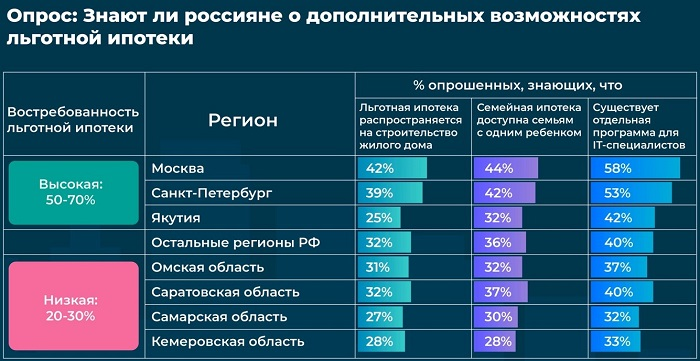 Опрос: Знают ли россияне о дополнительных возможностях
льготной ипотеки
% опрошенных, знающих, что
Востребованность
льготной ипотеки
Регион
Льготная ипотека
распространяется
на строительство
жилого дома
Семейная ипотека
доступна семьям
с одним ребенком
Существует
отдельная
программа для
IT-специалистов
Высокая:
50-70%
Москва 42% 44% 58%
Санкт-Петербург 39% 42% 53%
Якутия 25% 32% 42%
Остальные регионы РФ 32% 36% 40%
Низкая:
20-30%
Омская область 31% 32% 37%
Саратовская область 32% 37% 40%
Самарская область 27% 30% 32%
Кемеровская область 28% 28% 33%